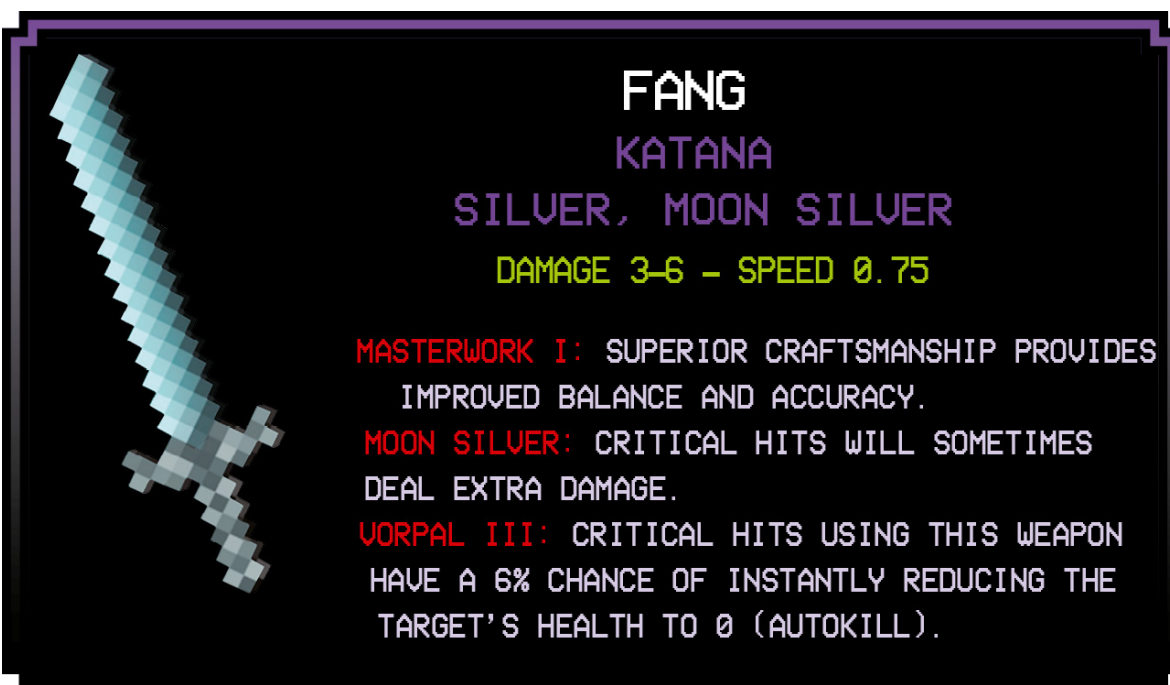 FANG
KATANA
SILVER, MOON SILVER
DAMAGE 3–6 – SPEED 0.75
MASTERWORK I: SUPERIOR CRAFTSMANSHIP PROVIDES
IMPROVED BALANCE AND ACCURACY.
MOON SILVER: CRITICAL HITS WILL SOMETIMES
DEAL EXTRA DAMAGE.
VORPAL III: CRITICAL HITS USING THIS WEAPON
HAVE A 6% CHANCE OF INSTANTLY REDUCING THE
TARGET'S HEALTH TO 0 (AUTOKILL).